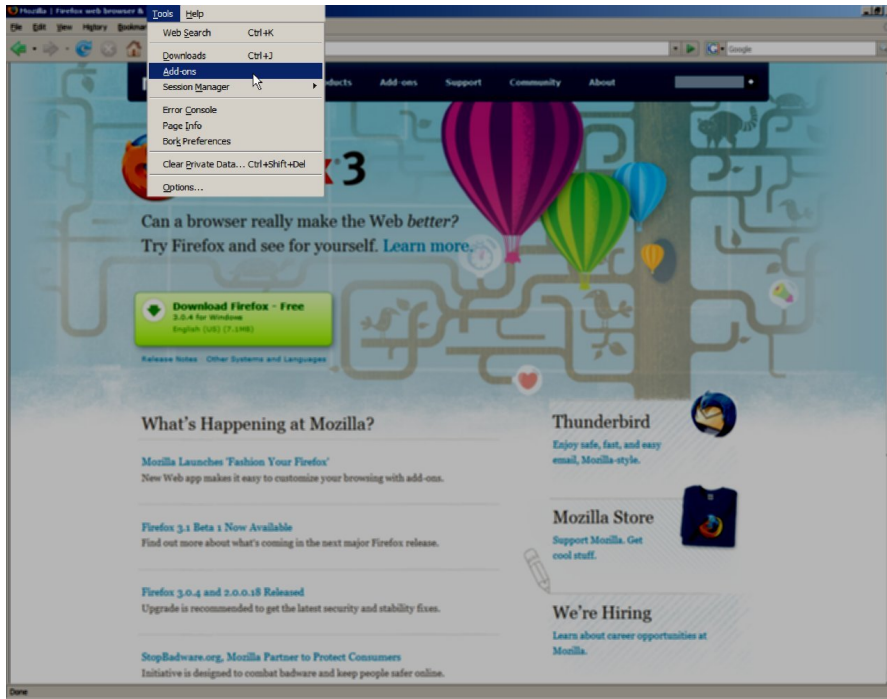 Mozilla | Firefox web browser &
File Edit View History Bookmar Tools Help
Web Search Ctrl+K
Downloads Ctrl+J
Add-ons
Session Manager
Error Console
Page Info
Bork Preferences
Clear Private Data... Ctrl+Shift+Del
Options...
Google
ducts Add-ons Support Community About
3
Can a browser really make the Web better?
Try Firefox and see for yourself. Learn more.
Download Firefox - Free
3.0.4 for Windows
English (US) (7.1MB)
Release Notes Other Systems and Languages
What's Happening at Mozilla?
Mozilla Launches 'Fashion Your Firefox'
New Web app makes it easy to customize your browsing with add-ons.
Firefox 3.1 Beta 1 Now Available
Find out more about what's coming in the next major Firefox release.
Firefox 3.0.4 and 2.0.0.18 Released
Upgrade is recommended to get the latest security and stability fixes.
StopBadware.org, Mozilla Partner to Protect Consumers
Initiative is designed to combat badware and keep people safer online.
Thunderbird
Enjoy safe, fast, and easy
email, Mozilla-style.
Mozilla Store
Support Mozilla. Get
cool stuff.
We're Hiring
Learn about career opportunities at
Mozilla.
Done